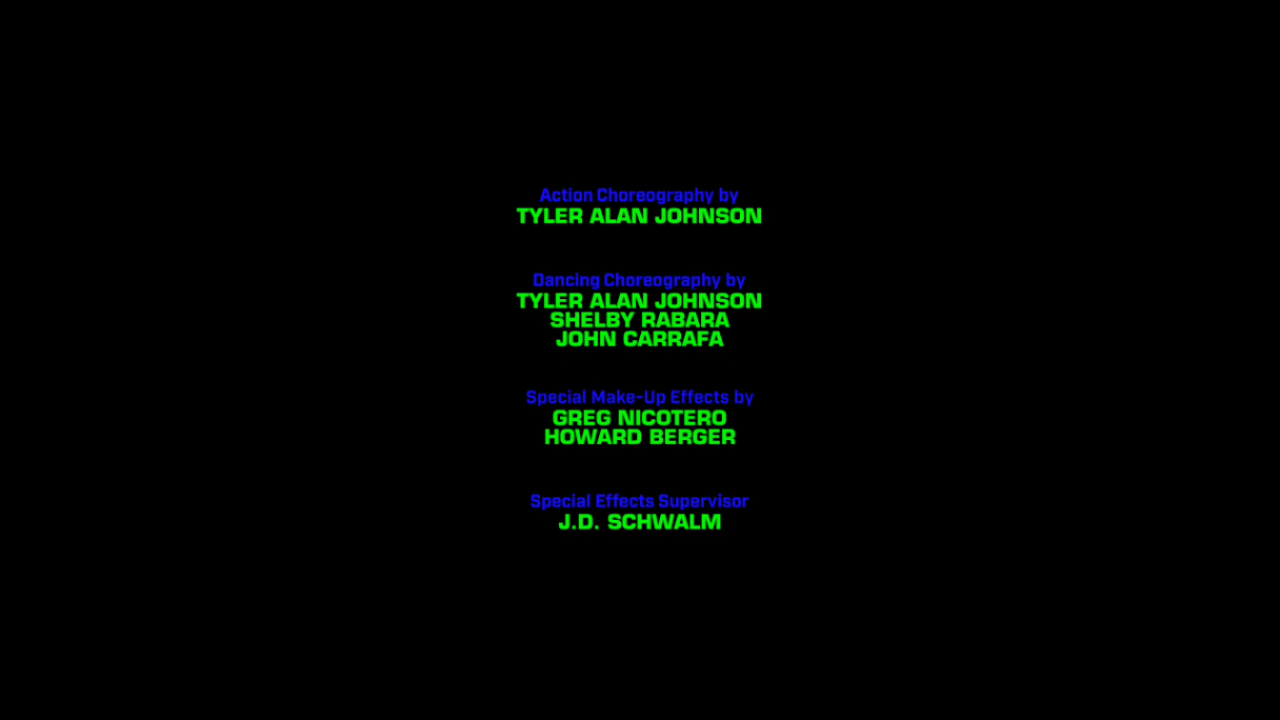 Action Choreography by
TYLER ALAN JOHNSON
Dancing Choreography by
TYLER ALAN JOHNSON
SHELBY RABARA
JOHN CARRAFA
Special Make-Up Effects by
GREG NICOTERO
HOWARD BERGER
Special Effects Supervisor
J.D. SCHWALM